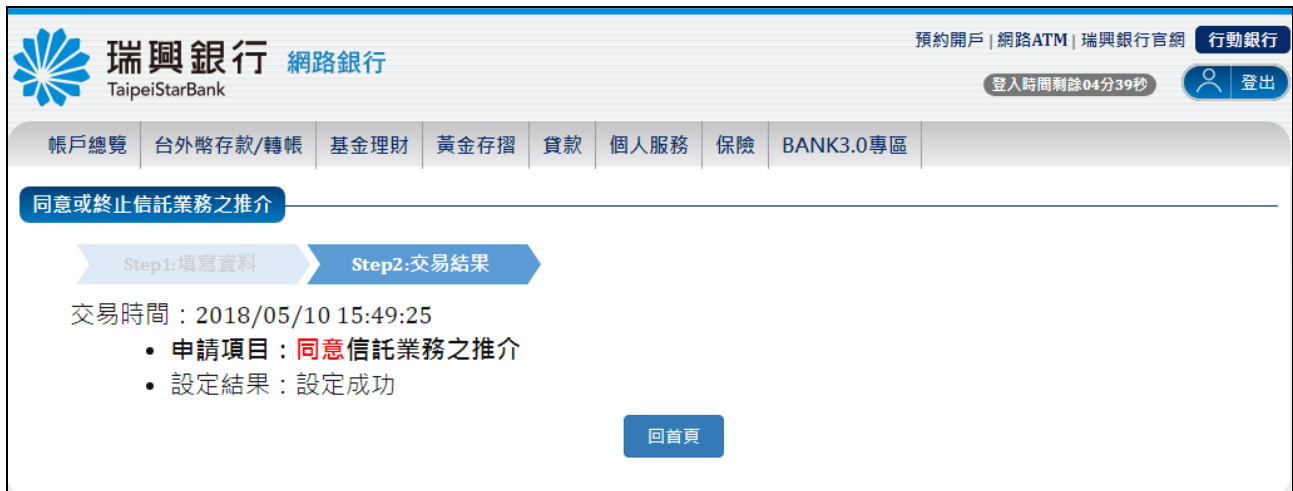 預約開戶 | 網路ATM | 瑞興銀行官網 行動銀行
瑞興銀行 網路銀行
TaipeiStarBank
登入時間剩餘04分39秒 登出
帳戶總覽 台外幣存款/轉帳 基金理財 黃金存摺 貸款 個人服務 保險 BANK3.0專區
同意或終止信託業務之推介
Step1:填寫資料 Step2:交易結果
交易時間：2018/05/10 15:49:25
• 申請項目：同意信託業務之推介
• 設定結果：設定成功
回首頁